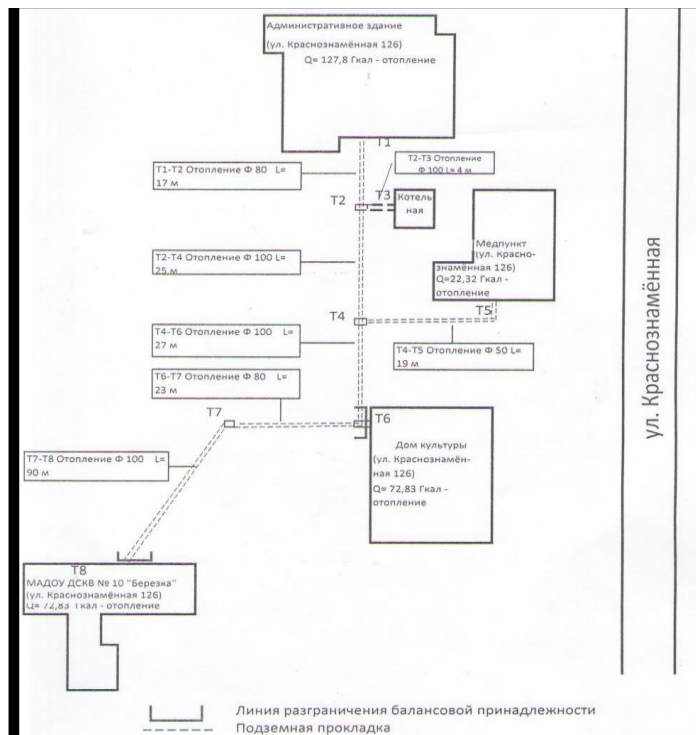 Административное здание
(ул. Краснознамённая 126)
Q= 127,8 Гкал - отопление
Т1
Т1-Т2 Отопление Ф 80 L=
17 м
Т2-Т3 Отопление
Ф 100 L= 4 м
Т2
Т3
Котель
ная
Медпункт
(ул. Красно-
знамённая 126)
Q=22,32 Гкал -
отопление
Т2-Т4 Отопление Ф 100 L=
25 м
Т5
Т4
Т4-Т6 Отопление Ф 100 L=
27 м
Т4-Т5 Отопление Ф 50 L=
19 м
Т6-Т7 Отопление Ф 80 L=
23 м
Т7
Т6
Дом культуры
(ул. Краснознамён-
ная 126)
Q= 72,83 Гкал -
отопление
Т7-Т8 Отопление Ф 100 L=
90 м
Т8
МАДОУ ДСКВ № 10 "Березка"
(ул. Краснознамённая 126)
Q= 72,83 Гкал - отопление
ул. Краснознамённая
Линия разграничения балансовой принадлежности
Подземная прокладка